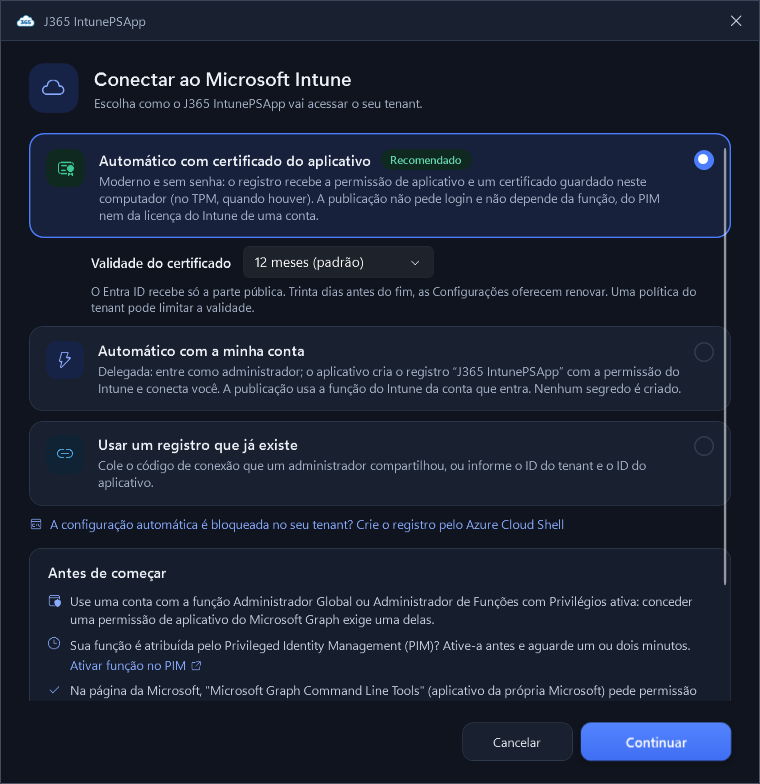 365 J365 IntunePSApp
Conectar ao Microsoft Intune
Escolha como o J365 IntunePSApp vai acessar o seu tenant.
Automático com certificado do aplicativo Recomendado
Moderno e sem senha: o registro recebe a permissão de aplicativo e um certificado guardado neste
computador (no TPM, quando houver). A publicação não pede login e não depende da função, do PIM
nem da licença do Intune de uma conta.
Validade do certificado 12 meses (padrão)
O Entra ID recebe só a parte pública. Trinta dias antes do fim, as Configurações oferecem renovar. Uma política do
tenant pode limitar a validade.
Automático com a minha conta
Delegada: entre como administrador; o aplicativo cria o registro “J365 IntunePSApp” com a permissão do
Intune e conecta você. A publicação usa a função do Intune da conta que entra. Nenhum segredo é criado.
Usar um registro que já existe
Cole o código de conexão que um administrador compartilhou, ou informe o ID do tenant e o ID do
aplicativo.
A configuração automática é bloqueada no seu tenant? Crie o registro pelo Azure Cloud Shell
Antes de começar
Use uma conta com a função Administrador Global ou Administrador de Funções com Privilégios ativa: conceder
uma permissão de aplicativo do Microsoft Graph exige uma delas.
Sua função é atribuída pelo Privileged Identity Management (PIM)? Ative-a antes e aguarde um ou dois minutos.
Ativar função no PIM
Na página da Microsoft, "Microsoft Graph Command Line Tools" (aplicativo da própria Microsoft) pede permissão
Cancelar Continuar